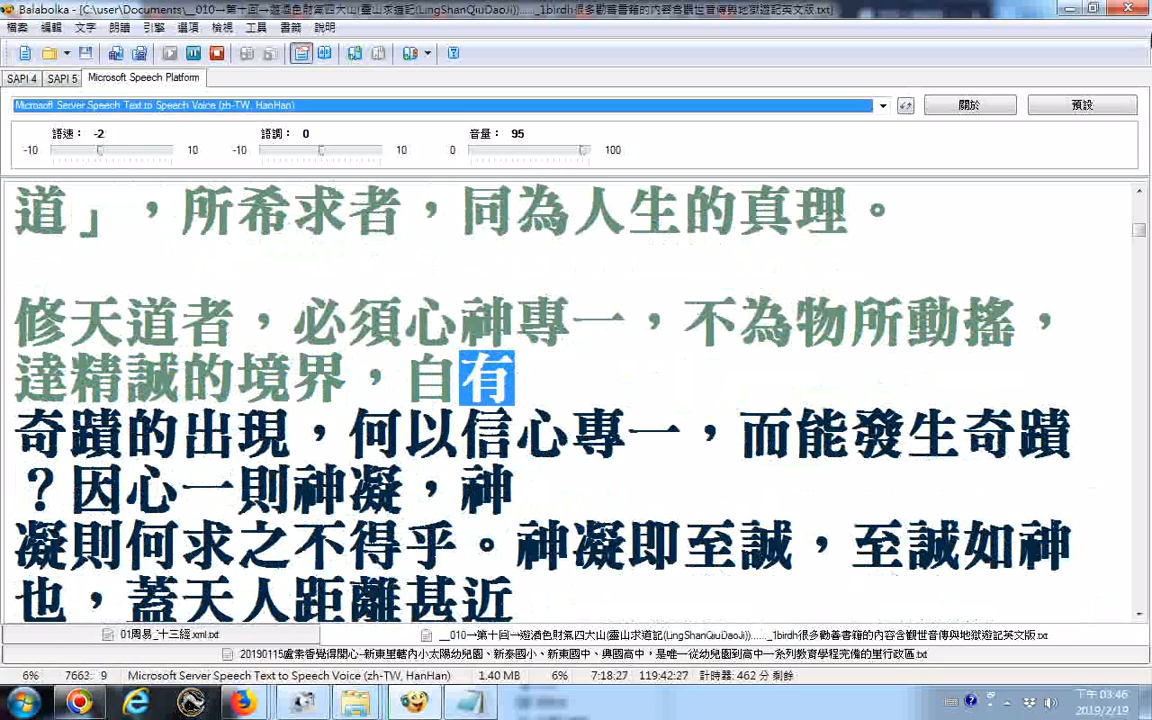 Balabolka - [C:\user\Documents\__010→第十回→遊酒色財氣四大山(靈山求道記(LingShanQiuDaoJi))......_1birdh很多勸善書籍的內容含觀世音傳與地獄遊記英文版.txt]
檔案 編輯 文字 朗讀 引擎 選項 檢視 工具 書籤 說明
SAPI 4 SAPI 5 Microsoft Speech Platform
Microsoft Server Speech Text to Speech Voice (zh-TW, HanHan) 關於 預設
語速： -2 語調： 0 音量： 95
-10 10 -10 10 0 100
道」，所希求者，同為人生的真理。
修天道者，必須心神專一，不為物所動搖，
達精誠的境界，自有
奇蹟的出現，何以信心專一，而能發生奇蹟
？因心一則神凝，神
凝則何求之不得乎。神凝即至誠，至誠如神
也，蓋天人距離甚近
01周易_十三經.xml.txt __010→第十回→遊酒色財氣四大山(靈山求道記(LingShanQiuDaoJi))......_1birdh很多勸善書籍的內容含觀世音傳與地獄遊記英文版.txt
20190115盧素香覺得開心-新東里轄內小太陽幼兒園、新泰國小、新東國中、興國高中，是唯一從幼兒園到高中一系列教育學程完備的里行政區.txt
6% 7662: 9 Microsoft Server Speech Text to Speech Voice (zh-TW, HanHan) 1.40 MB 6% 7:18:27 119:42:27 計時器: 462 分 剩餘
下午 03:46
2019/2/19